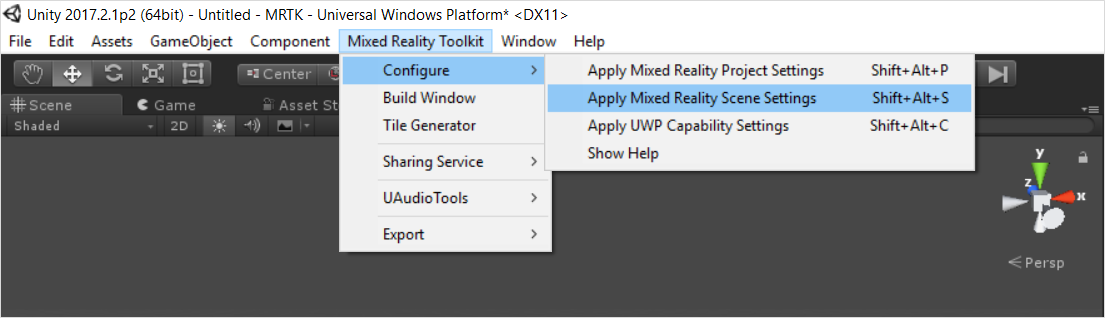 Unity 2017.2.1p2 (64bit) - Untitled - MRTK - Universal Windows Platform* <DX11>
File Edit Assets GameObject Component Mixed Reality Toolkit Window Help
Configure > Apply Mixed Reality Project Settings Shift+Alt+P
Center
Build Window Apply Mixed Reality Scene Settings Shift+Alt+S
Scene Game Asset St
Tile Generator Apply UWP Capability Settings Shift+Alt+C
Shaded 2D
Show Help
Sharing Service >
UAudioTools >
Export >
y
z
x
Persp